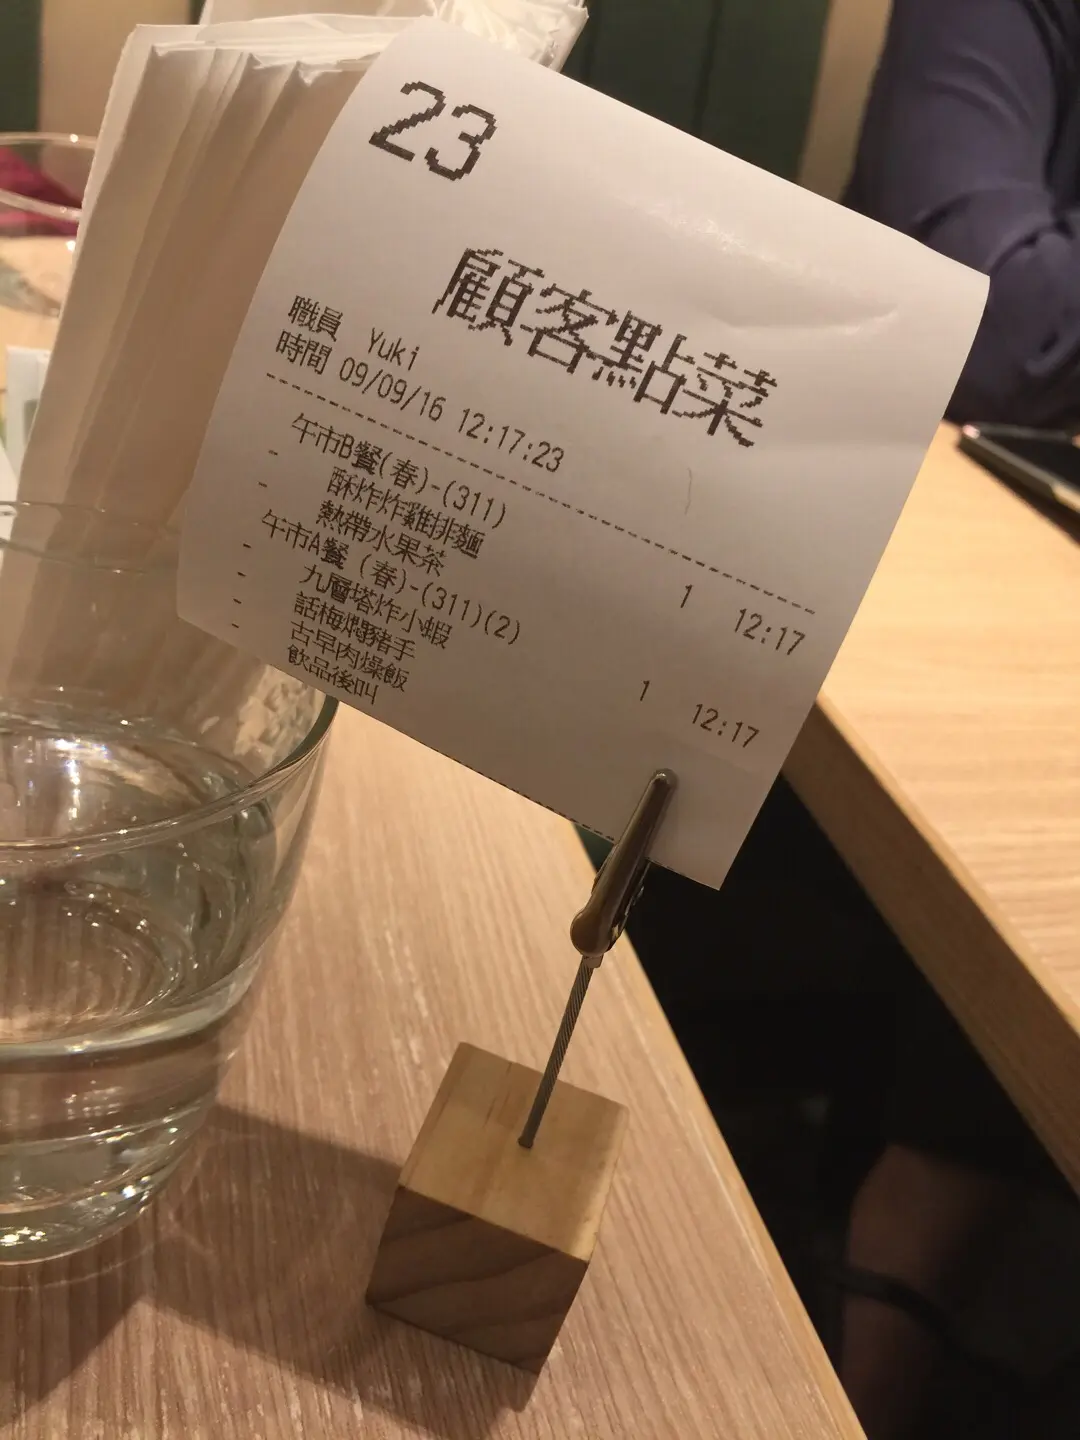 23
顧客點菜
職員 Yuki
時間 09/09/16 12:17:23
午市B餐(春)-(311) 1 12:17
- 酥炸炸雞排麵
- 熱帶水果茶
午市A餐 (春)-(311)(2) 1 12:17
- 九層塔炸小蝦
- 話梅燜豬手
- 古早肉燥飯
- 飲品後叫